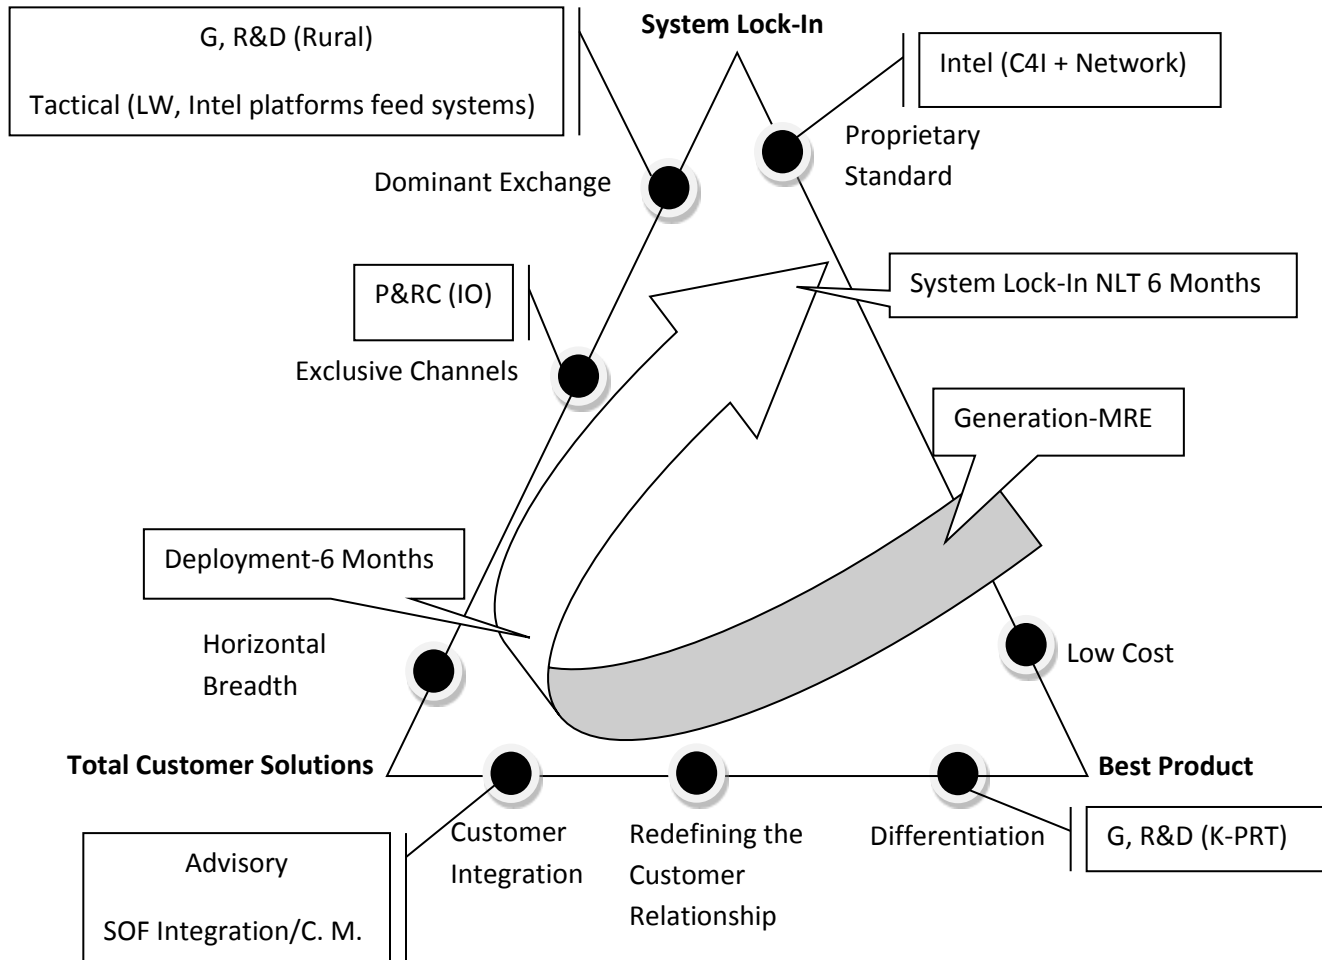 System Lock-In
G, R&D (Rural)
Tactical (LW, Intel platforms feed systems)
Intel (C4I + Network)
Proprietary
Standard
Dominant Exchange
System Lock-In NLT 6 Months
P&RC (IO)
Exclusive Channels
Generation-MRE
Deployment-6 Months
Horizontal
Breadth
Low Cost
Total Customer Solutions
Best Product
Customer
Integration
Redefining the
Customer
Relationship
Differentiation
G, R&D (K-PRT)
Advisory
SOF Integration/C. M.